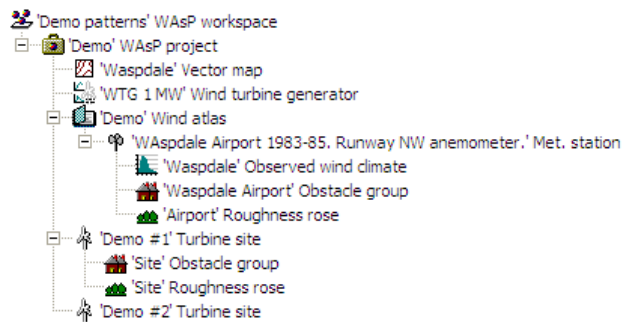 'Demo patterns' WAsP workspace
'Demo' WAsP project
'Waspdale' Vector map
'WTG 1 MW' Wind turbine generator
'Demo' Wind atlas
'WAspdale Airport 1983-85. Runway NW anemometer.' Met. station
'Waspdale' Observed wind climate
'Waspdale Airport' Obstacle group
'Airport' Roughness rose
'Demo #1' Turbine site
'Site' Obstacle group
'Site' Roughness rose
'Demo #2' Turbine site